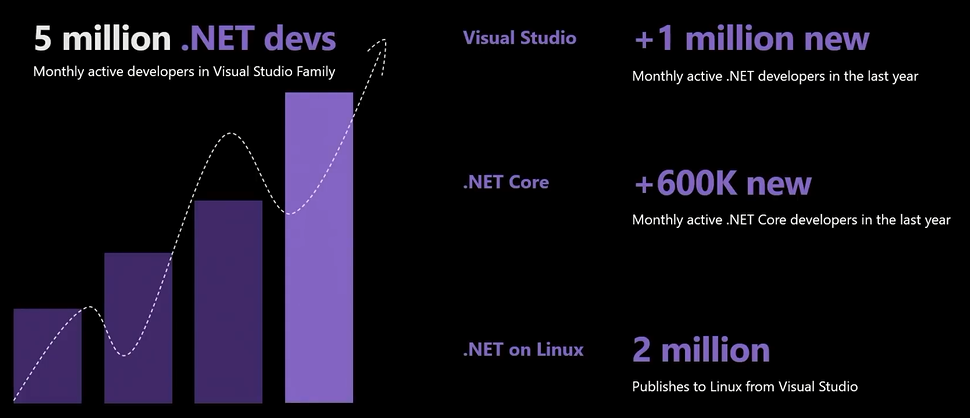 5 million .NET devs
Monthly active developers in Visual Studio Family
Visual Studio
+1 million new
Monthly active .NET developers in the last year
.NET Core
+600K new
Monthly active .NET Core developers in the last year
.NET on Linux
2 million
Publishes to Linux from Visual Studio